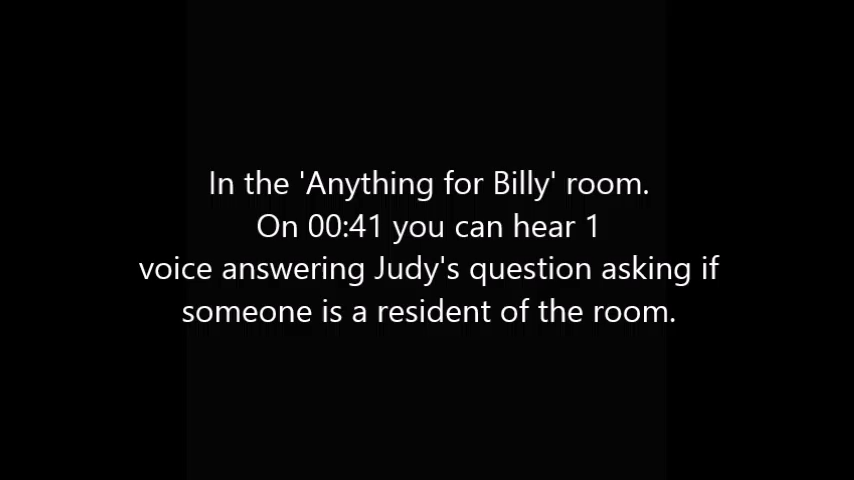 In the 'Anything for Billy' room.
On 00:41 you can hear 1
voice answering Judy's question asking if
someone is a resident of the room.